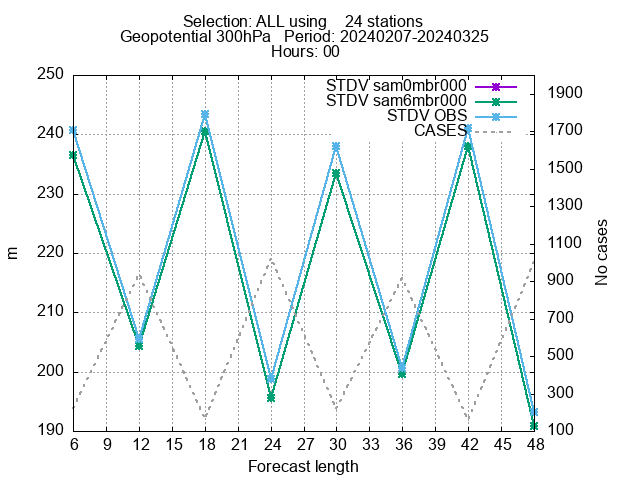 Selection: ALL using    24 stations
Geopotential 300hPa   Period: 20240207-20240325
Hours: 00
STDV sam0mbr000
STDV sam6mbr000
STDV OBS
CASES
250
240
230
220
210
200
190
m
1900
1700
1500
1300
1100
900
700
500
300
100
No cases
6 9 12 15 18 21 24 27 30 33 36 39 42 45 48
Forecast length